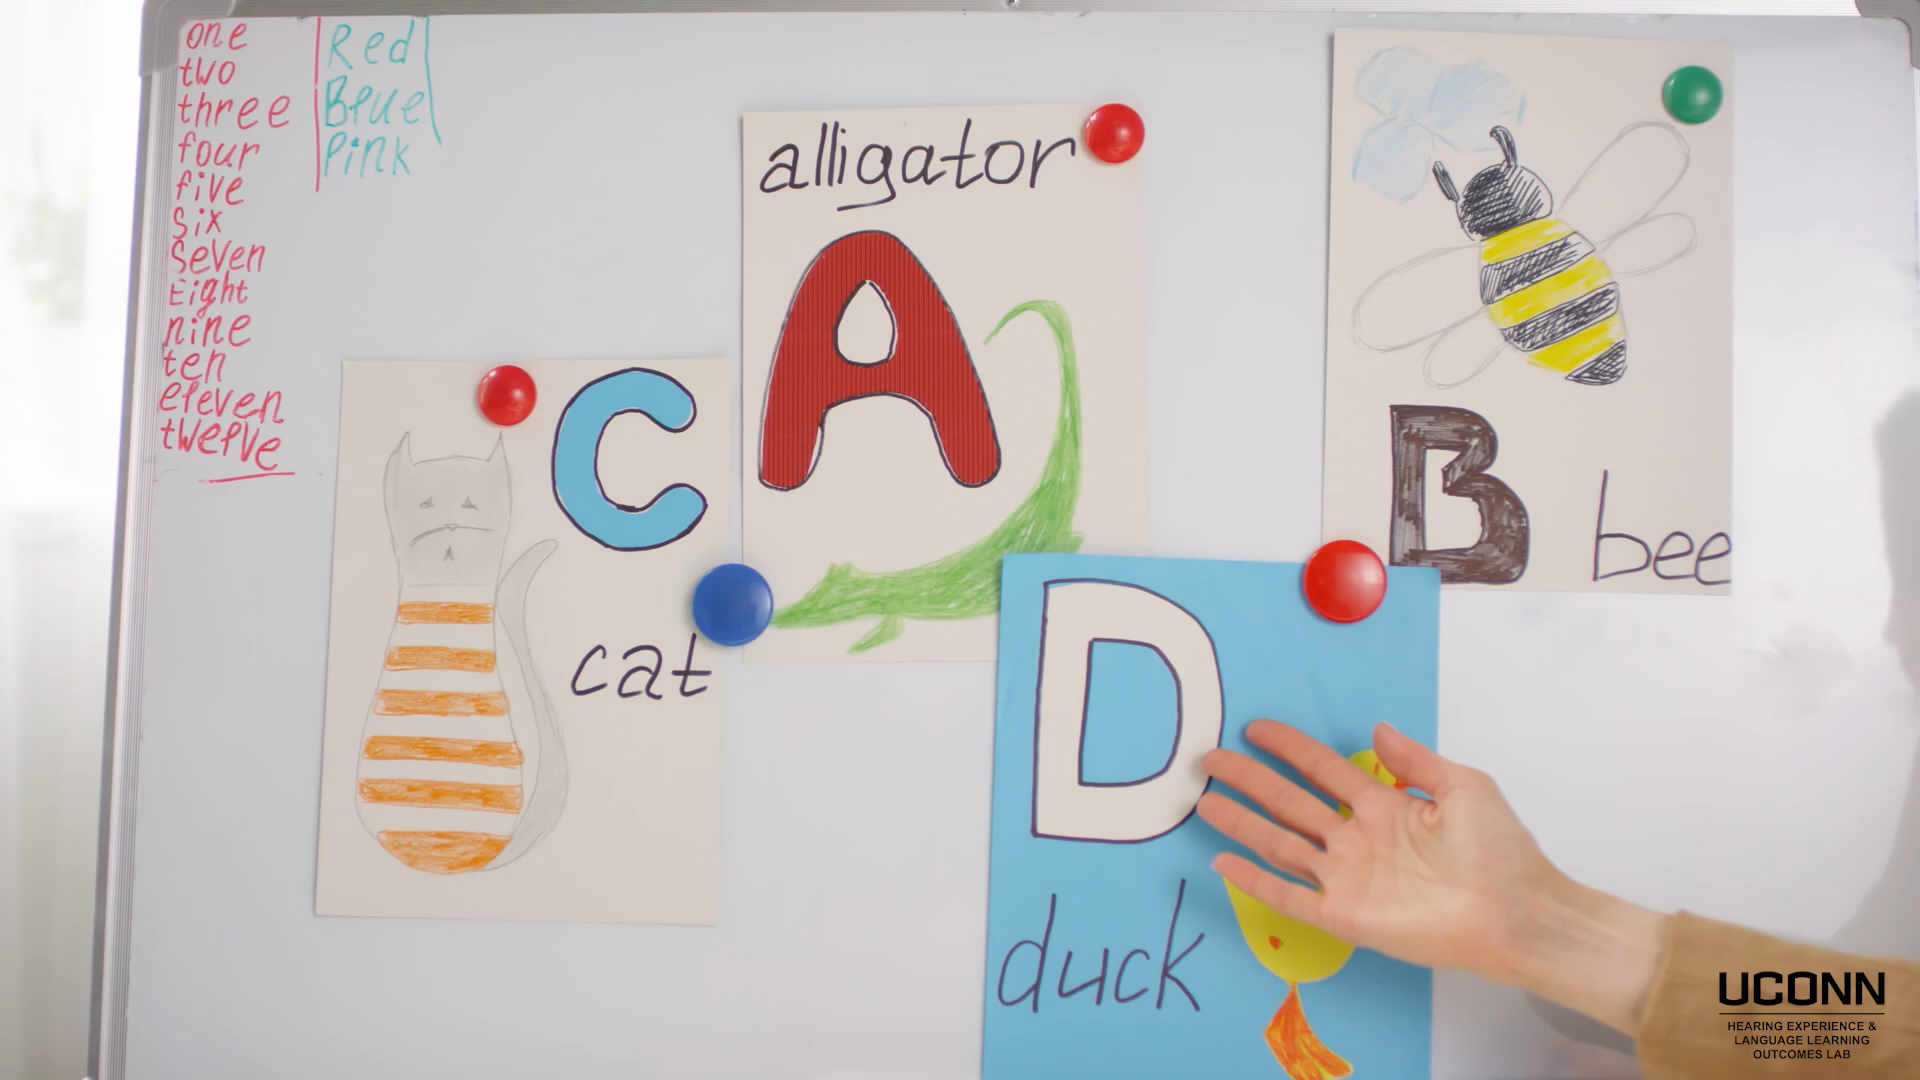 one
two
three
four
five
six
Seven
Eight
nine
ten
eleven
twelve
Red
Blue
Pink
alligator
A
C
cat
B
bee
D
duck
UCONN
HEARING EXPERIENCE &
LANGUAGE LEARNING
OUTCOMES LAB